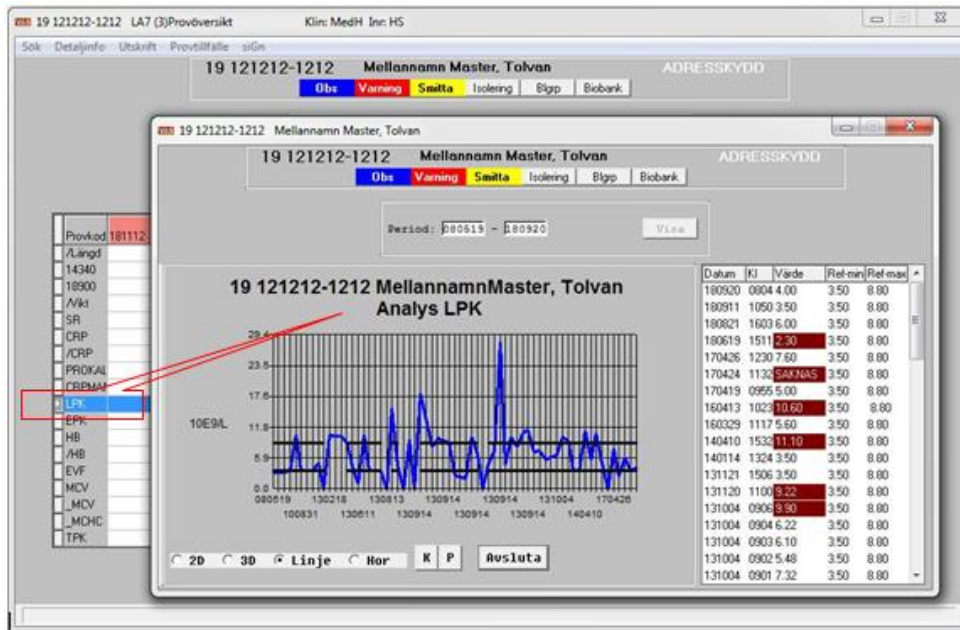 19 121212-1212 LA7 (3)Provöversikt Klin: MedH Inr: HS
Sök Detaljinfo Utskrift Provtillfälle siGn
19 121212-1212 Mellannamn Master, Tolvan ADRESSKYDD
Obs Varning Smitta Isolering Blgrp Biobank
19 121212-1212 Mellannamn Master, Tolvan
19 121212-1212 Mellannamn Master, Tolvan ADRESSKYDD
Obs Varning Smitta Isolering Blgrp Biobank
Period: 080519 - 180920 Visa
Provkod 181112
/Längd
14340
18900
/Vikt
SR
CRP
/CRP
PROKAL
CRPMAN
LPK
EPK
HB
/HB
EVF
MCV
_MCV
_MCHC
TPK
19 121212-1212 MellannamnMaster, Tolvan
Analys LPK
29.4
23.5
17.6
11.8
5.9
0.0
10E9/L
080519 130218 130813 130914 130914 131004 170426
100831 130611 130914 130914 130914 140410
2D 3D Linje Hor K P Avsluta
Datum Kl Värde Ref-min Ref-max
180920 0804 4.00 3.50 8.80
180911 1050 3.50 3.50 8.80
180821 1603 6.00 3.50 8.80
180619 1511 2.30 3.50 8.80
170426 1230 7.60 3.50 8.80
170424 1132 SAKNAS 3.50 8.80
170419 0955 5.00 3.50 8.80
160413 1023 10.60 3.50 8.80
160329 1117 5.60 3.50 8.80
140410 1532 11.10 3.50 8.80
140114 1324 3.50 3.50 8.80
131121 1506 3.50 3.50 8.80
131120 1100 9.22 3.50 8.80
131004 0906 9.90 3.50 8.80
131004 0904 6.22 3.50 8.80
131004 0903 6.10 3.50 8.80
131004 0902 5.48 3.50 8.80
131004 0901 7.32 3.50 8.80